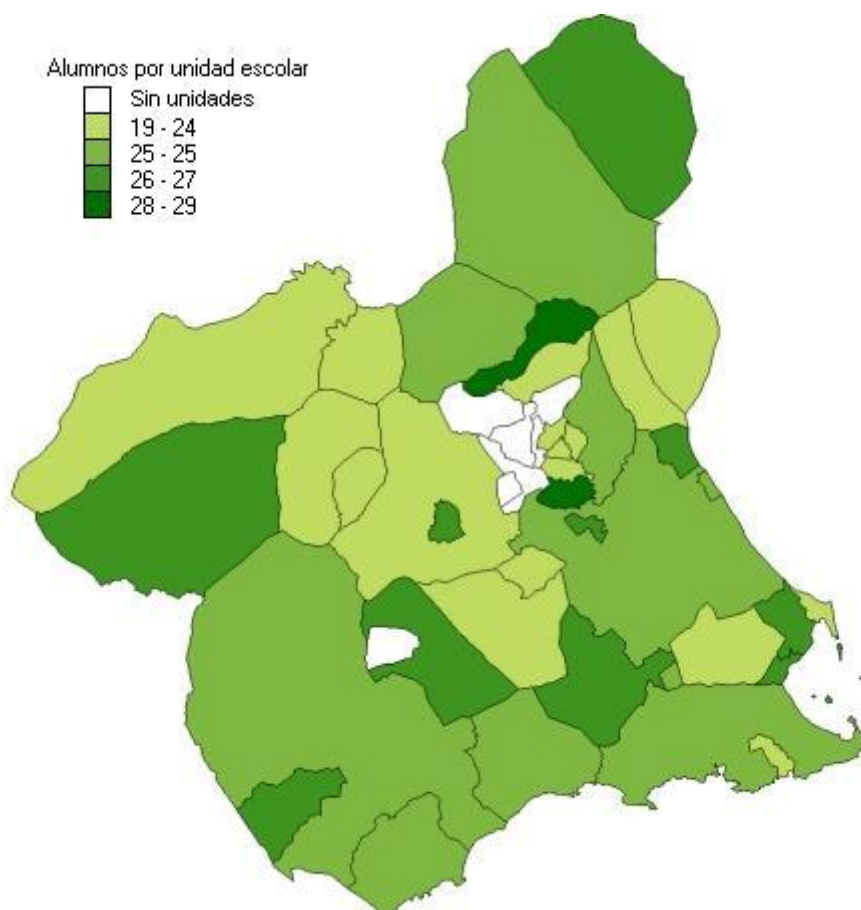 Alumnos por unidad escolar
Sin unidades
19 - 24
25 - 25
26 - 27
28 - 29